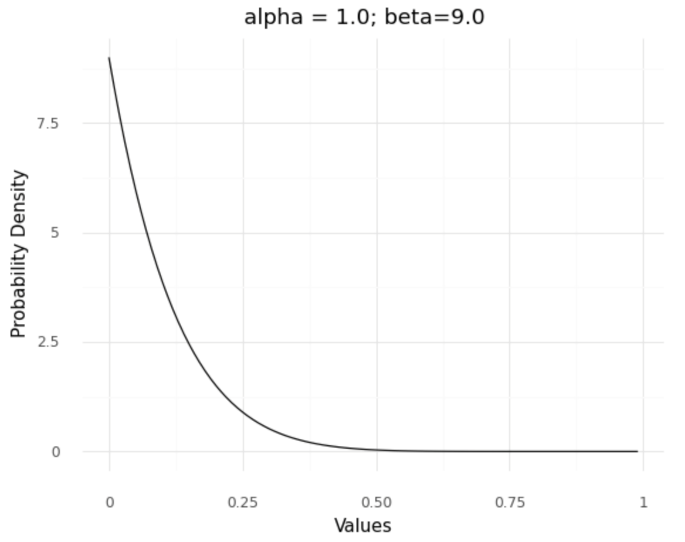 alpha = 1.0; beta=9.0
Probability Density
7.5
5
2.5
0
0 0.25 0.50 0.75 1
Values